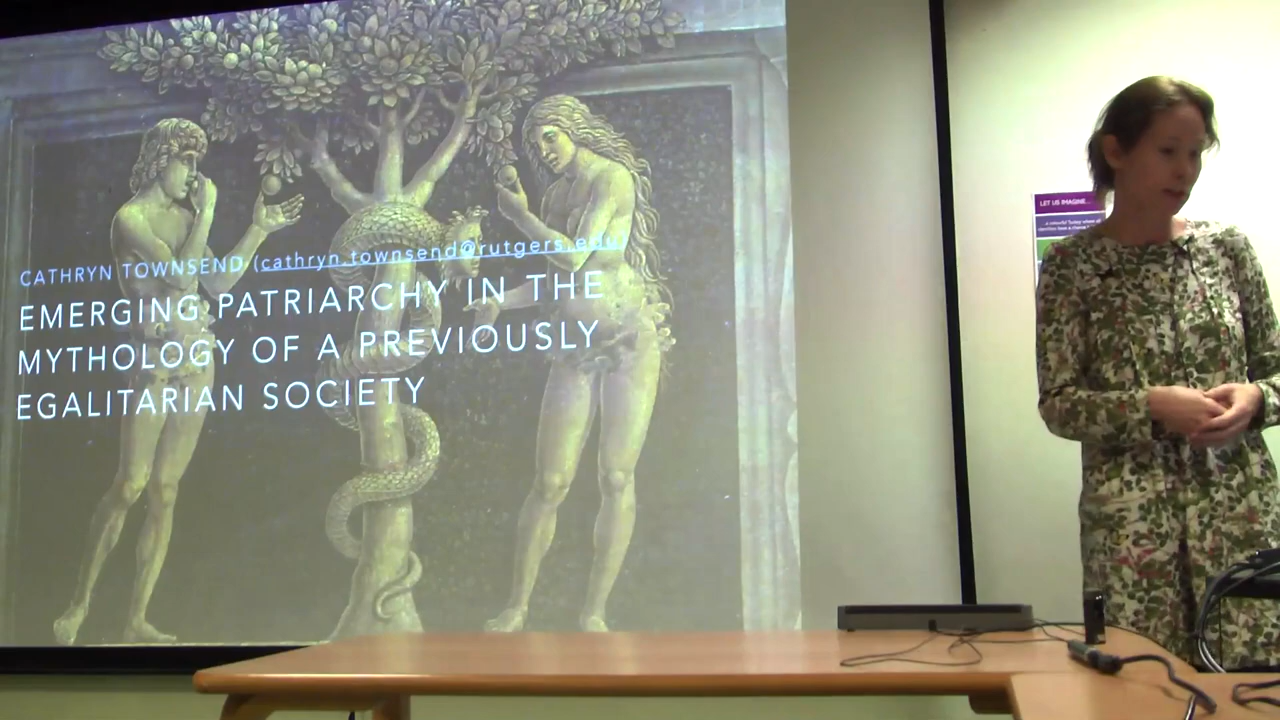 CATHRYN TOWNSEND (cathryn.townsend@rutgers.edu)
EMERGING PATRIARCHY IN THE
MYTHOLOGY OF A PREVIOUSLY
EGALITARIAN SOCIETY
LET US IMAGINE...